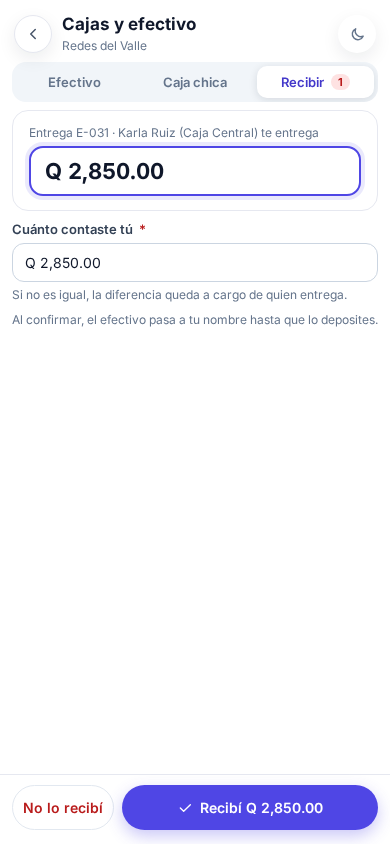 Cajas y efectivo
Redes del Valle
Efectivo
Caja chica
Recibir 1
Entrega E-031 · Karla Ruiz (Caja Central) te entrega
Q 2,850.00
Cuánto contaste tú *
Q 2,850.00
Si no es igual, la diferencia queda a cargo de quien entrega.
Al confirmar, el efectivo pasa a tu nombre hasta que lo deposites.
No lo recibí
Recibí Q 2,850.00